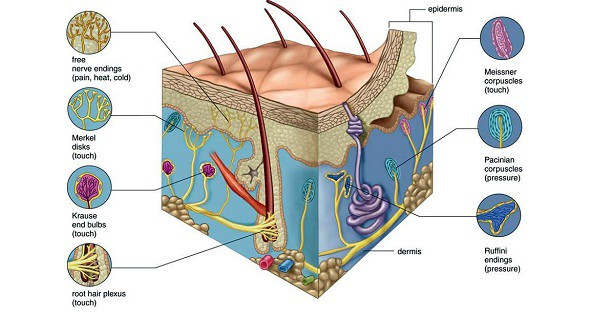 epidermis
free
nerve endings
(pain, heat, cold)
Merkel
disks
(touch)
Krause
end bulbs
(touch)
root hair plexus
(touch)
Meissner
corpuscles
(touch)
Pacinian
corpuscles
(pressure)
Ruffini
endings
(pressure)
dermis